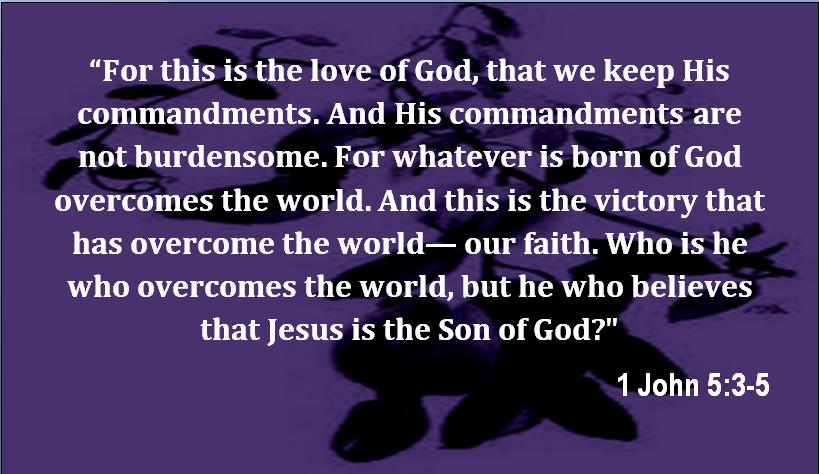 “For this is the love of God, that we keep His
commandments. And His commandments are
not burdensome. For whatever is born of God
overcomes the world. And this is the victory that
has overcome the world— our faith. Who is he
who overcomes the world, but he who believes
that Jesus is the Son of God?"
1 John 5:3-5